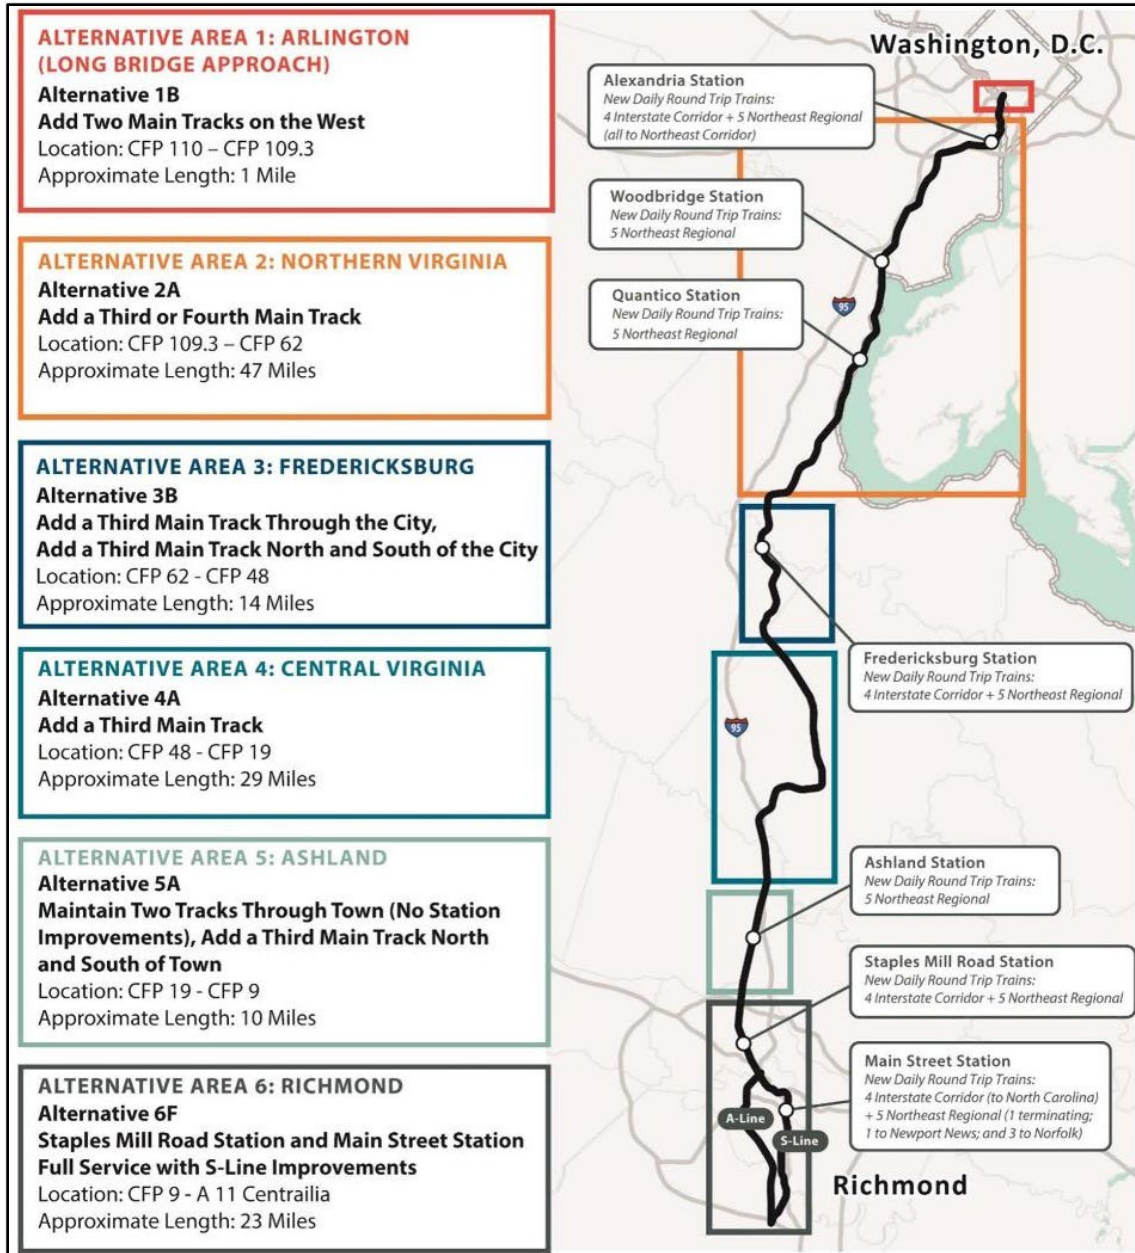 ALTERNATIVE AREA 1: ARLINGTON
(LONG BRIDGE APPROACH)
Alternative 1B
Add Two Main Tracks on the West
Location: CFP 110 – CFP 109.3
Approximate Length: 1 Mile
ALTERNATIVE AREA 2: NORTHERN VIRGINIA
Alternative 2A
Add a Third or Fourth Main Track
Location: CFP 109.3 – CFP 62
Approximate Length: 47 Miles
ALTERNATIVE AREA 3: FREDERICKSBURG
Alternative 3B
Add a Third Main Track Through the City,
Add a Third Main Track North and South of the City
Location: CFP 62 - CFP 48
Approximate Length: 14 Miles
ALTERNATIVE AREA 4: CENTRAL VIRGINIA
Alternative 4A
Add a Third Main Track
Location: CFP 48 - CFP 19
Approximate Length: 29 Miles
ALTERNATIVE AREA 5: ASHLAND
Alternative 5A
Maintain Two Tracks Through Town (No Station
Improvements), Add a Third Main Track North
and South of Town
Location: CFP 19 - CFP 9
Approximate Length: 10 Miles
ALTERNATIVE AREA 6: RICHMOND
Alternative 6F
Staples Mill Road Station and Main Street Station
Full Service with S-Line Improvements
Location: CFP 9 - A 11 Centrailia
Approximate Length: 23 Miles
Washington, D.C.
Alexandria Station
New Daily Round Trip Trains:
4 Interstate Corridor + 5 Northeast Regional
(all to Northeast Corridor)
Woodbridge Station
New Daily Round Trip Trains:
5 Northeast Regional
Quantico Station
New Daily Round Trip Trains:
5 Northeast Regional
95
Fredericksburg Station
New Daily Round Trip Trains:
4 Interstate Corridor + 5 Northeast Regional
95
Ashland Station
New Daily Round Trip Trains:
5 Northeast Regional
Staples Mill Road Station
New Daily Round Trip Trains:
4 Interstate Corridor + 5 Northeast Regional
Main Street Station
New Daily Round Trip Trains:
4 Interstate Corridor (to North Carolina)
+ 5 Northeast Regional (1 terminating;
1 to Newport News; and 3 to Norfolk)
A-Line
S-Line
Richmond